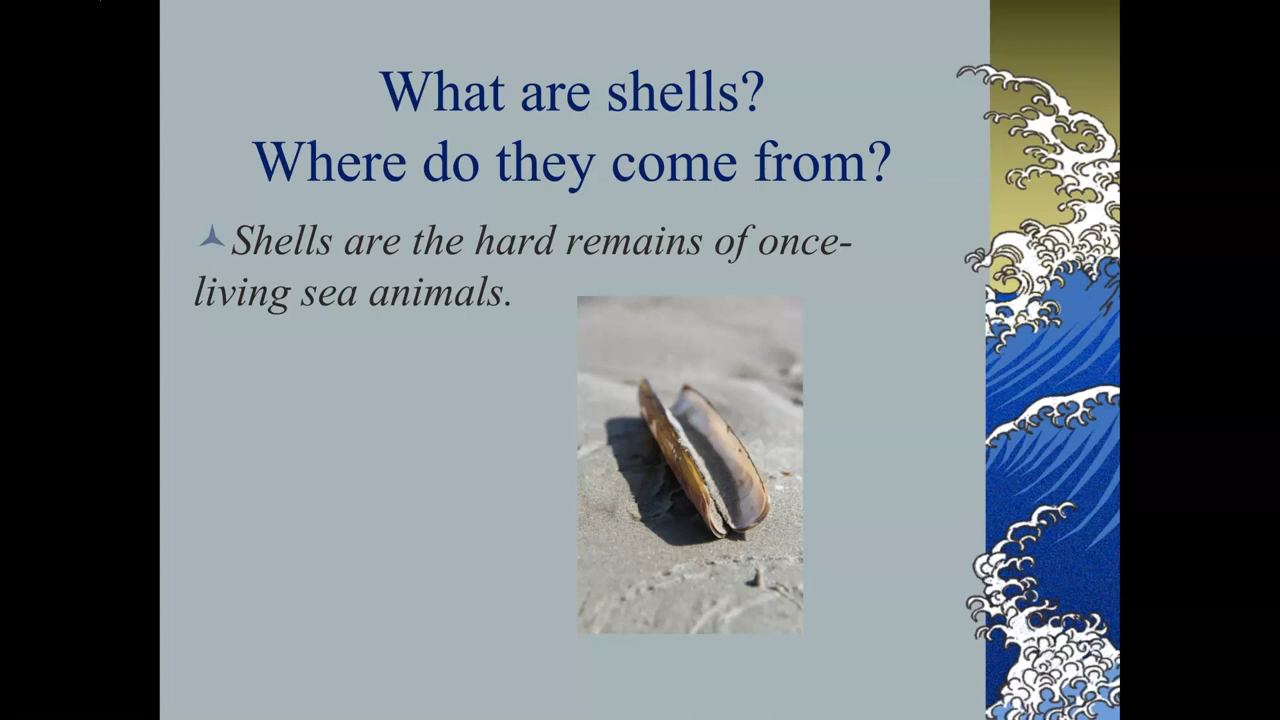 What are shells?
Where do they come from?
Shells are the hard remains of once-
living sea animals.